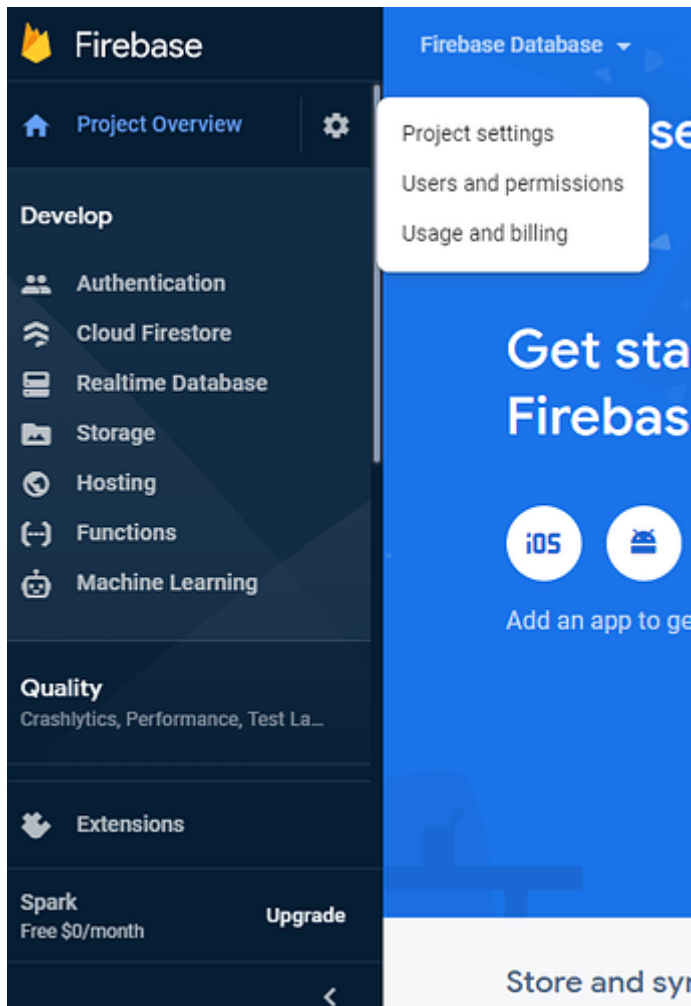 Firebase
Firebase Database
Project Overview
Project settings
Users and permissions
Usage and billing
Develop
Authentication
Cloud Firestore
Realtime Database
Storage
Hosting
Functions
Machine Learning
Get sta
Firebas
iOS
Add an app to ge
Quality
Crashlytics, Performance, Test La...
Extensions
Spark
Free $0/month
Upgrade
Store and syn